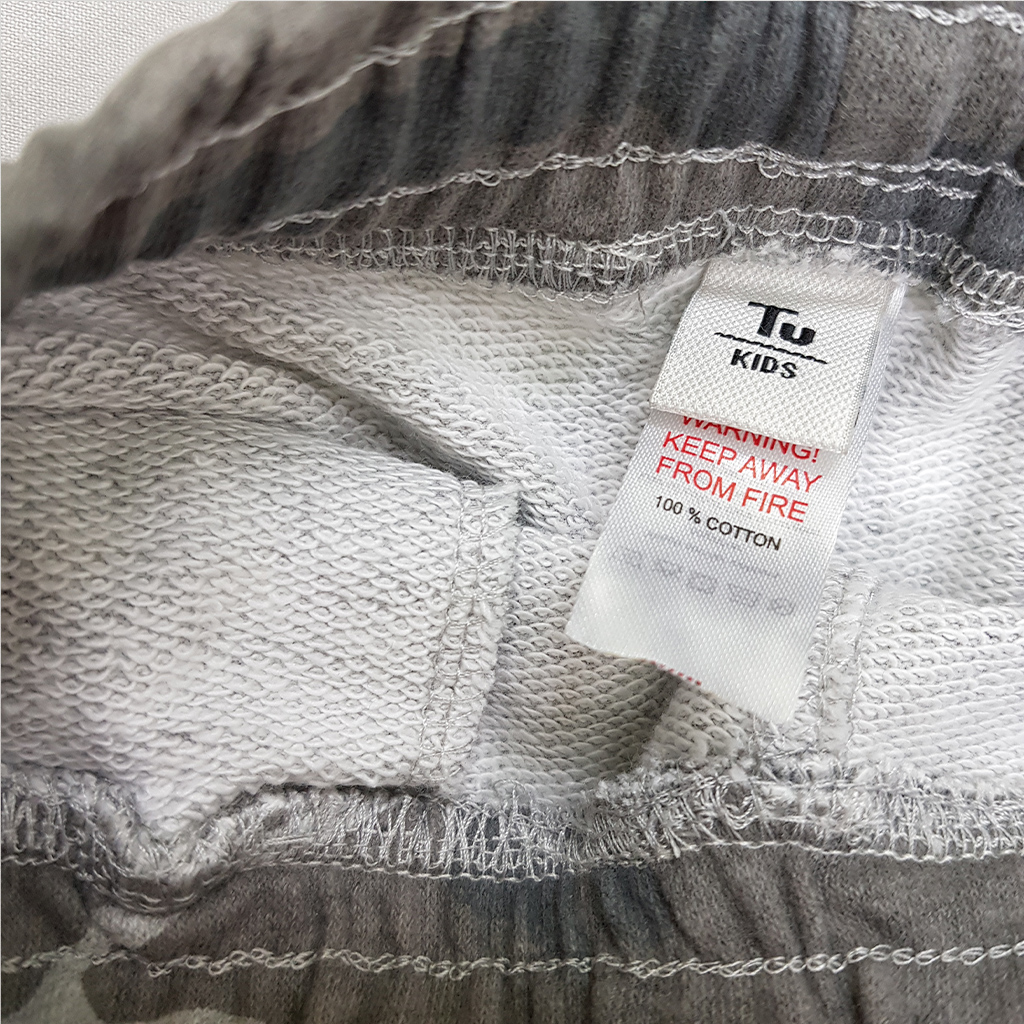 Tu
KIDS
WARNING!
KEEP AWAY
FROM FIRE
100 % COTTON